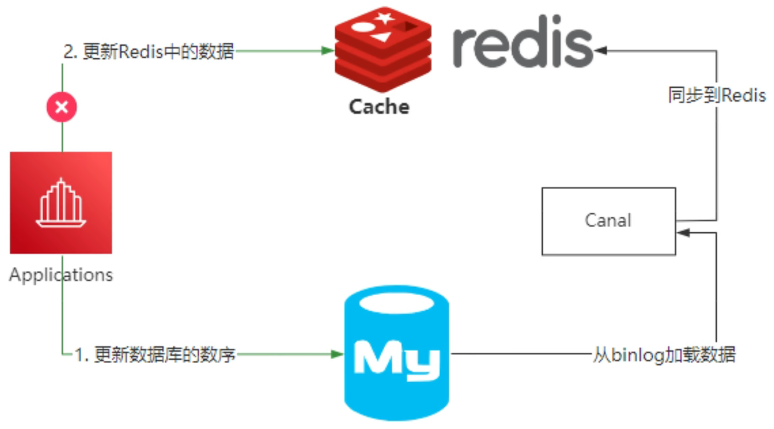 2. 更新Redis中的数据
redis
Cache
同步到Redis
Canal
Applications
1. 更新数据库的数序
My
从binlog加载数据